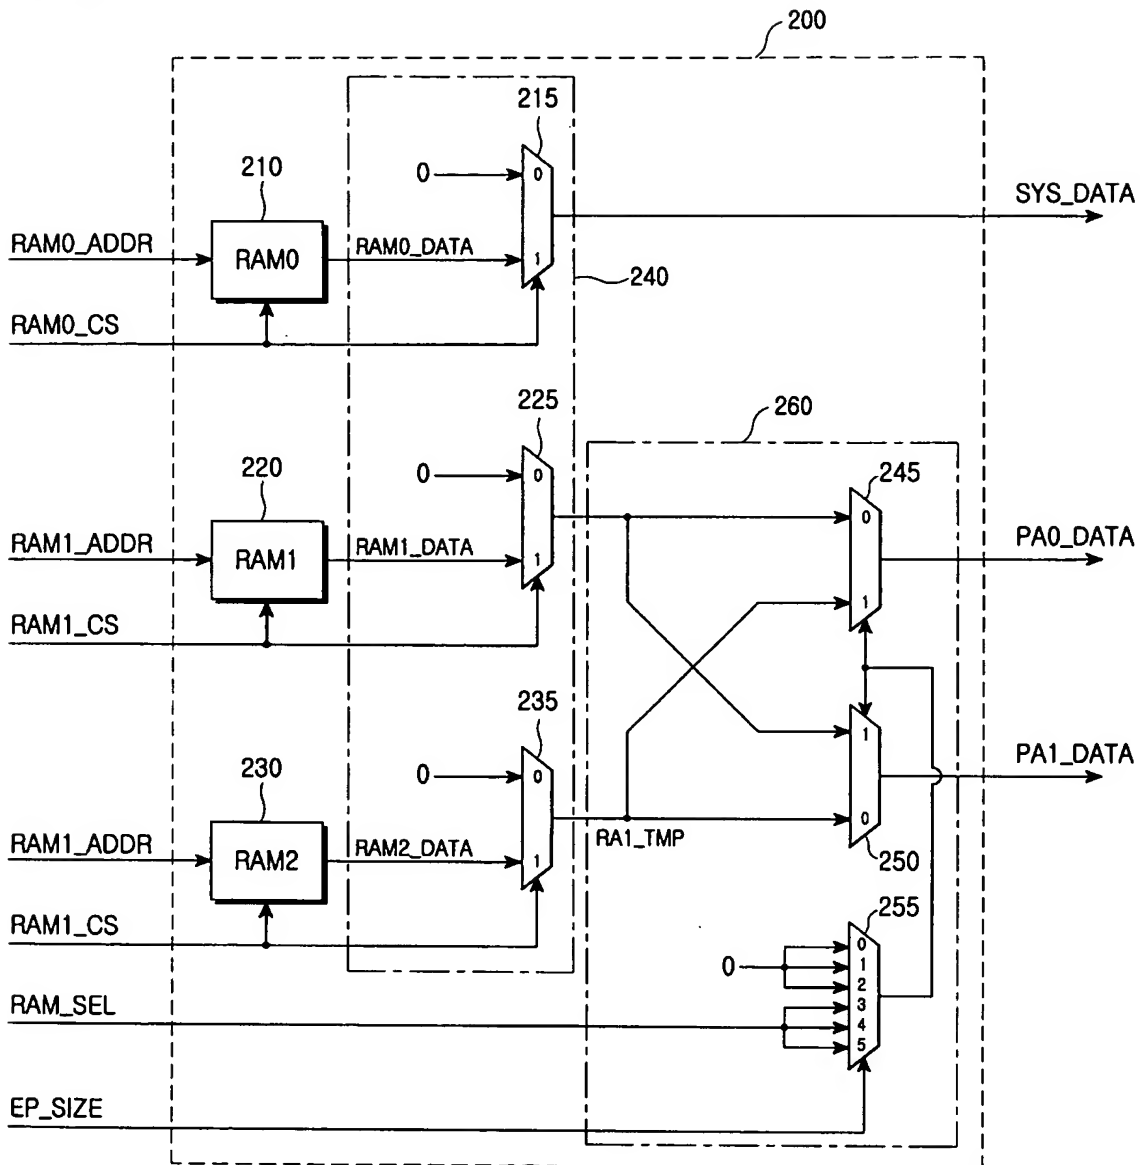 200
215
0
0
210
SYS_DATA
RAM0_ADDR
RAM0
RAM0_DATA
1
240
RAM0_CS
225
260
0
0
245
220
0
RAM1_ADDR
RAM1
RAM1_DATA
1
PA0_DATA
1
RAM1_CS
235
1
0
0
PA1_DATA
230
0
RAM1_ADDR
RAM2
RAM2_DATA
1
RA1_TMP
250
255
RAM1_CS
0
0
1
2
RAM_SEL
3
4
5
EP_SIZE